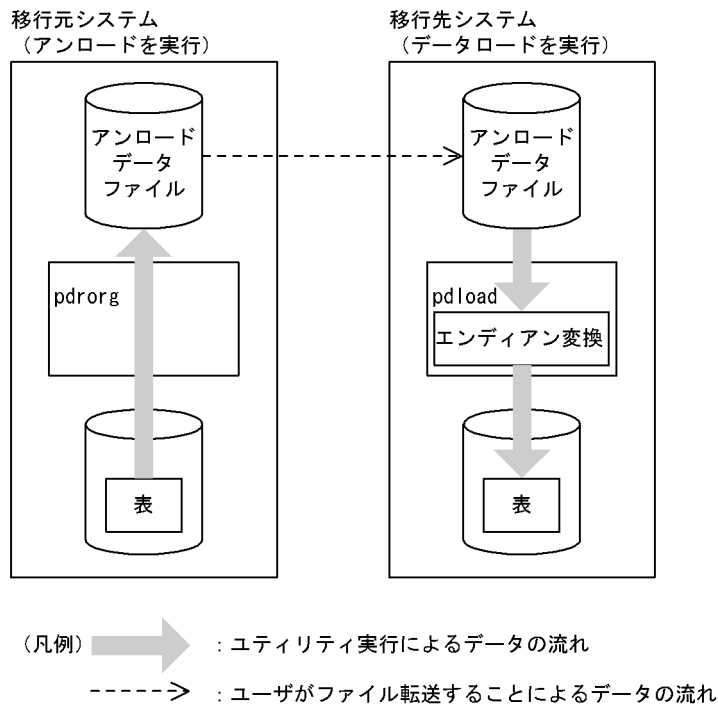 移行元システム
(アンロードを実行)
アンロード
データ
ファイル
pdrorg
表
移行先システム
(データロードを実行)
アンロード
データ
ファイル
pdload
エンディアン変換
表
(凡例)
:ユティリティ実行によるデータの流れ
:ユーザがファイル転送することによるデータの流れ